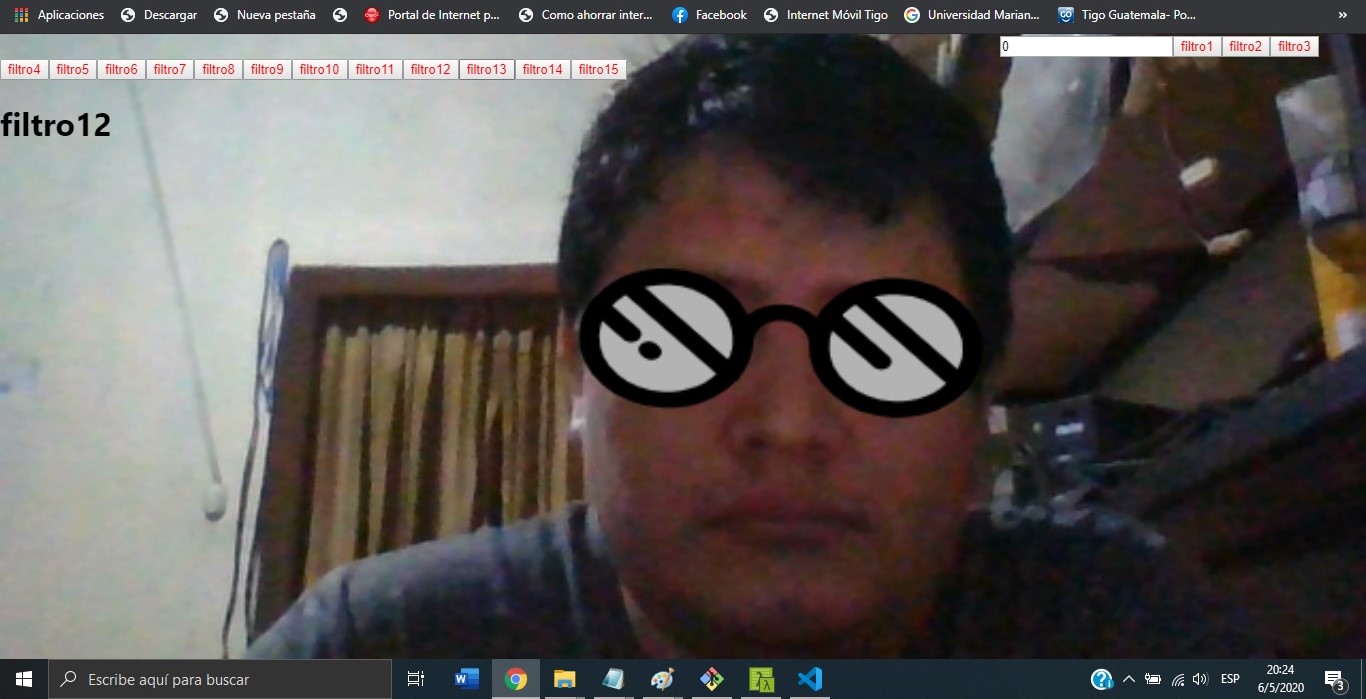 Aplicaciones Descargar Nueva pestaña Portal de Internet p... Como ahorrar inter... Facebook Internet Móvil Tigo Universidad Marian... Tigo Guatemala- Po... »
0 filtro1 filtro2 filtro3
filtro4 filtro5 filtro6 filtro7 filtro8 filtro9 filtro10 filtro11 filtro12 filtro13 filtro14 filtro15
filtro12
Escribe aquí para buscar ESP 20:24
6/5/2020 3